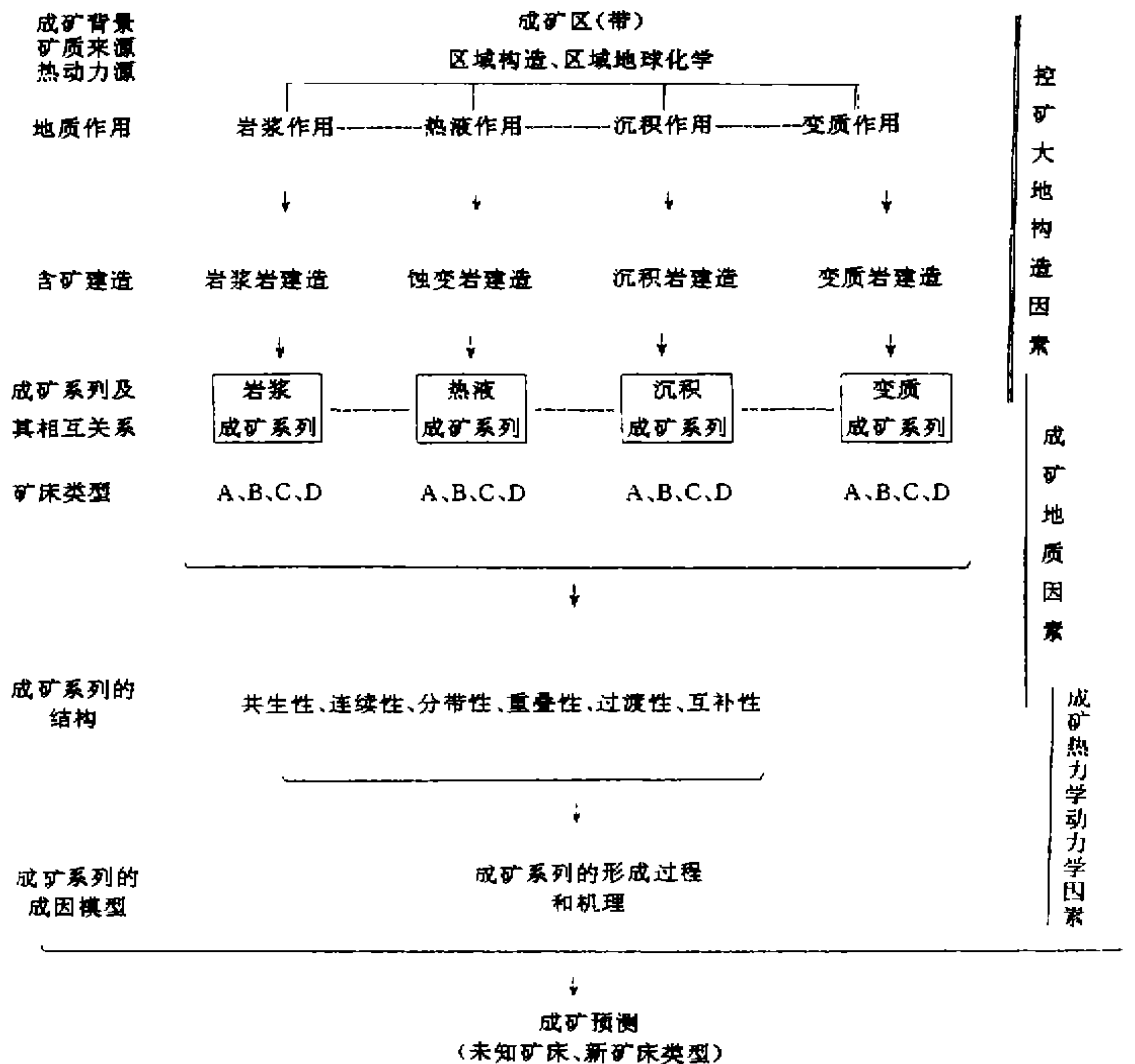 成矿背景
矿质来源
热动力源
成矿区(带)
区域构造、区域地球化学
地质作用
岩浆作用 热液作用 沉积作用 变质作用
含矿建造
岩浆岩建造 蚀变岩建造 沉积岩建造 变质岩建造
成矿系列及
其相互关系
岩浆
成矿系列
热液
成矿系列
沉积
成矿系列
变质
成矿系列
矿床类型
A、B、C、D A、B、C、D A、B、C、D A、B、C、D
成矿系列的
结构
共生性、连续性、分带性、重叠性、过渡性、互补性
成矿系列的
成因模型
成矿系列的形成过程
和机理
成矿预测
(未知矿床、新矿床类型)
控矿大地构造因素
成矿地质因素
成矿热力学动力学因素